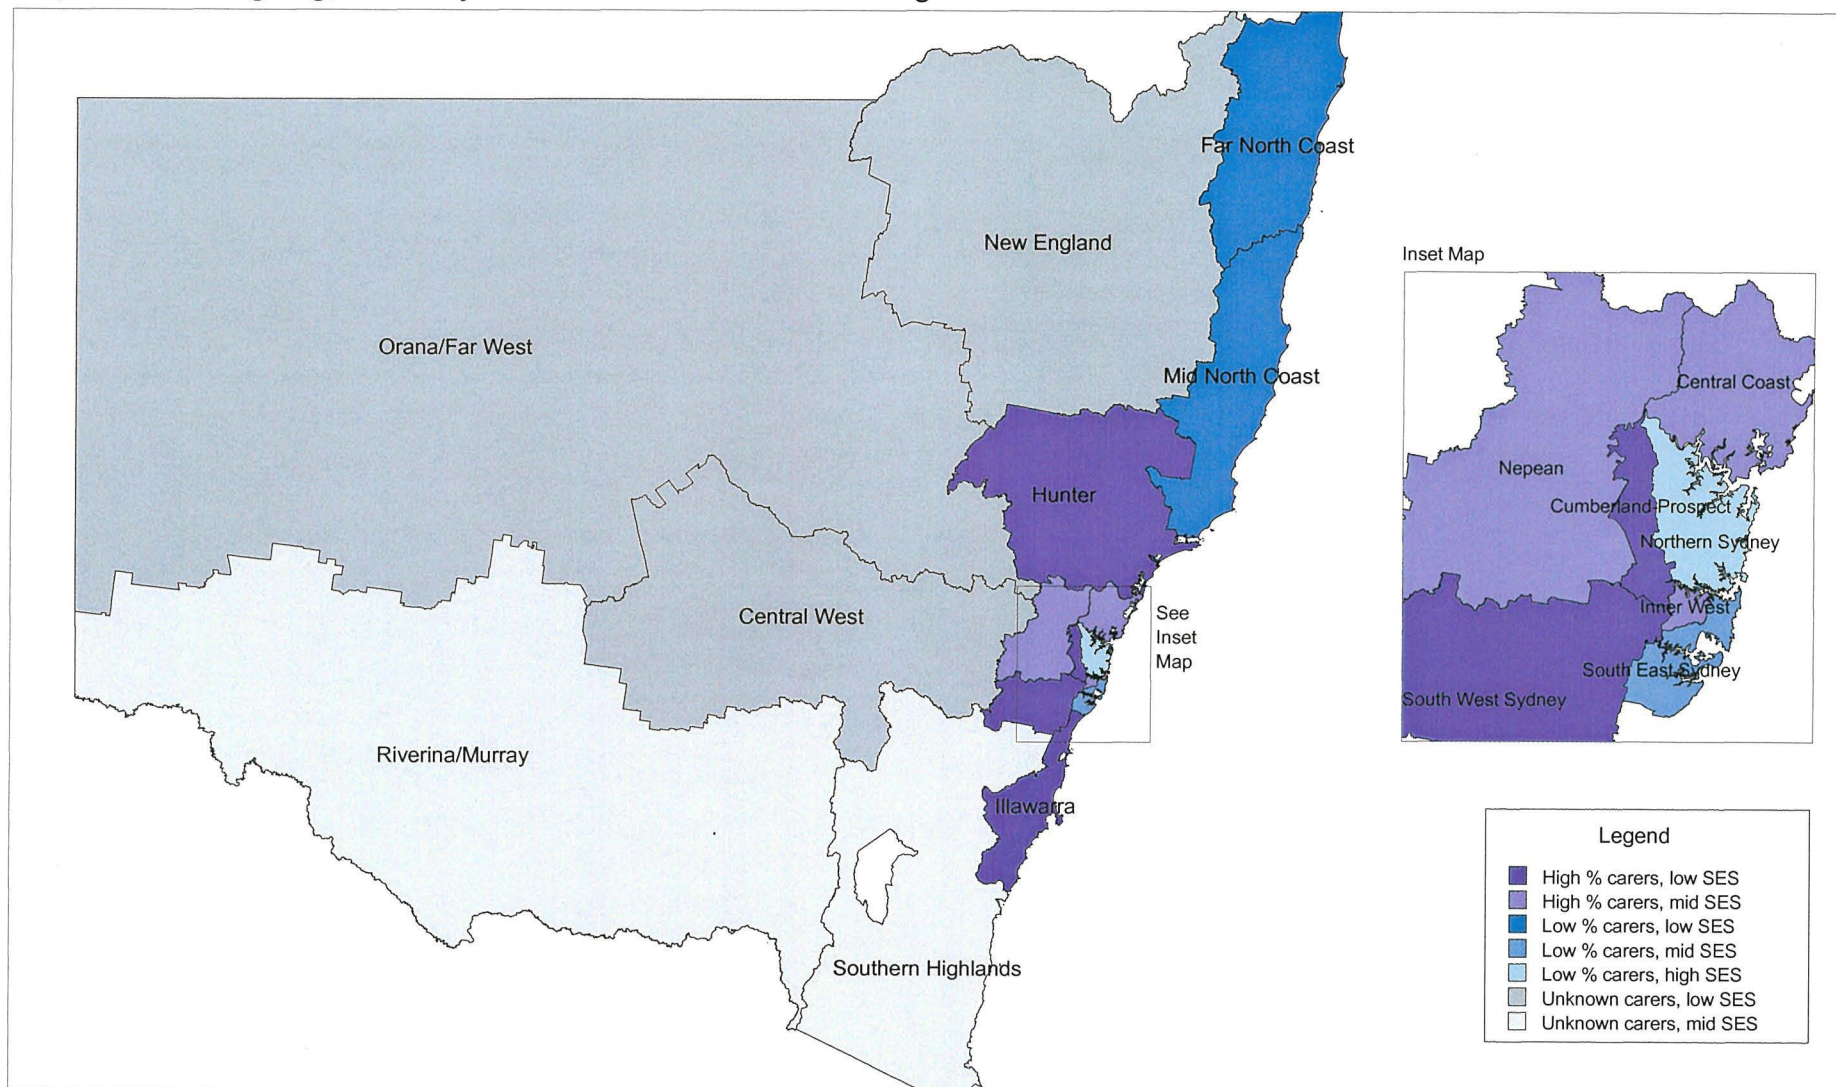 Far North Coast
New England
Inset Map
Orana/Far West
Mid North Coast
Central Coast
Hunter
Nepean
Cumberland-Prospect
Northern Sydney
Central West
See
Inset
Map
Inner West
South East Sydney
South West Sydney
Riverina/Murray
Illawarra
Southern Highlands
Legend
High % carers, low SES
High % carers, mid SES
Low % carers, low SES
Low % carers, mid SES
Low % carers, high SES
Unknown carers, low SES
Unknown carers, mid SES